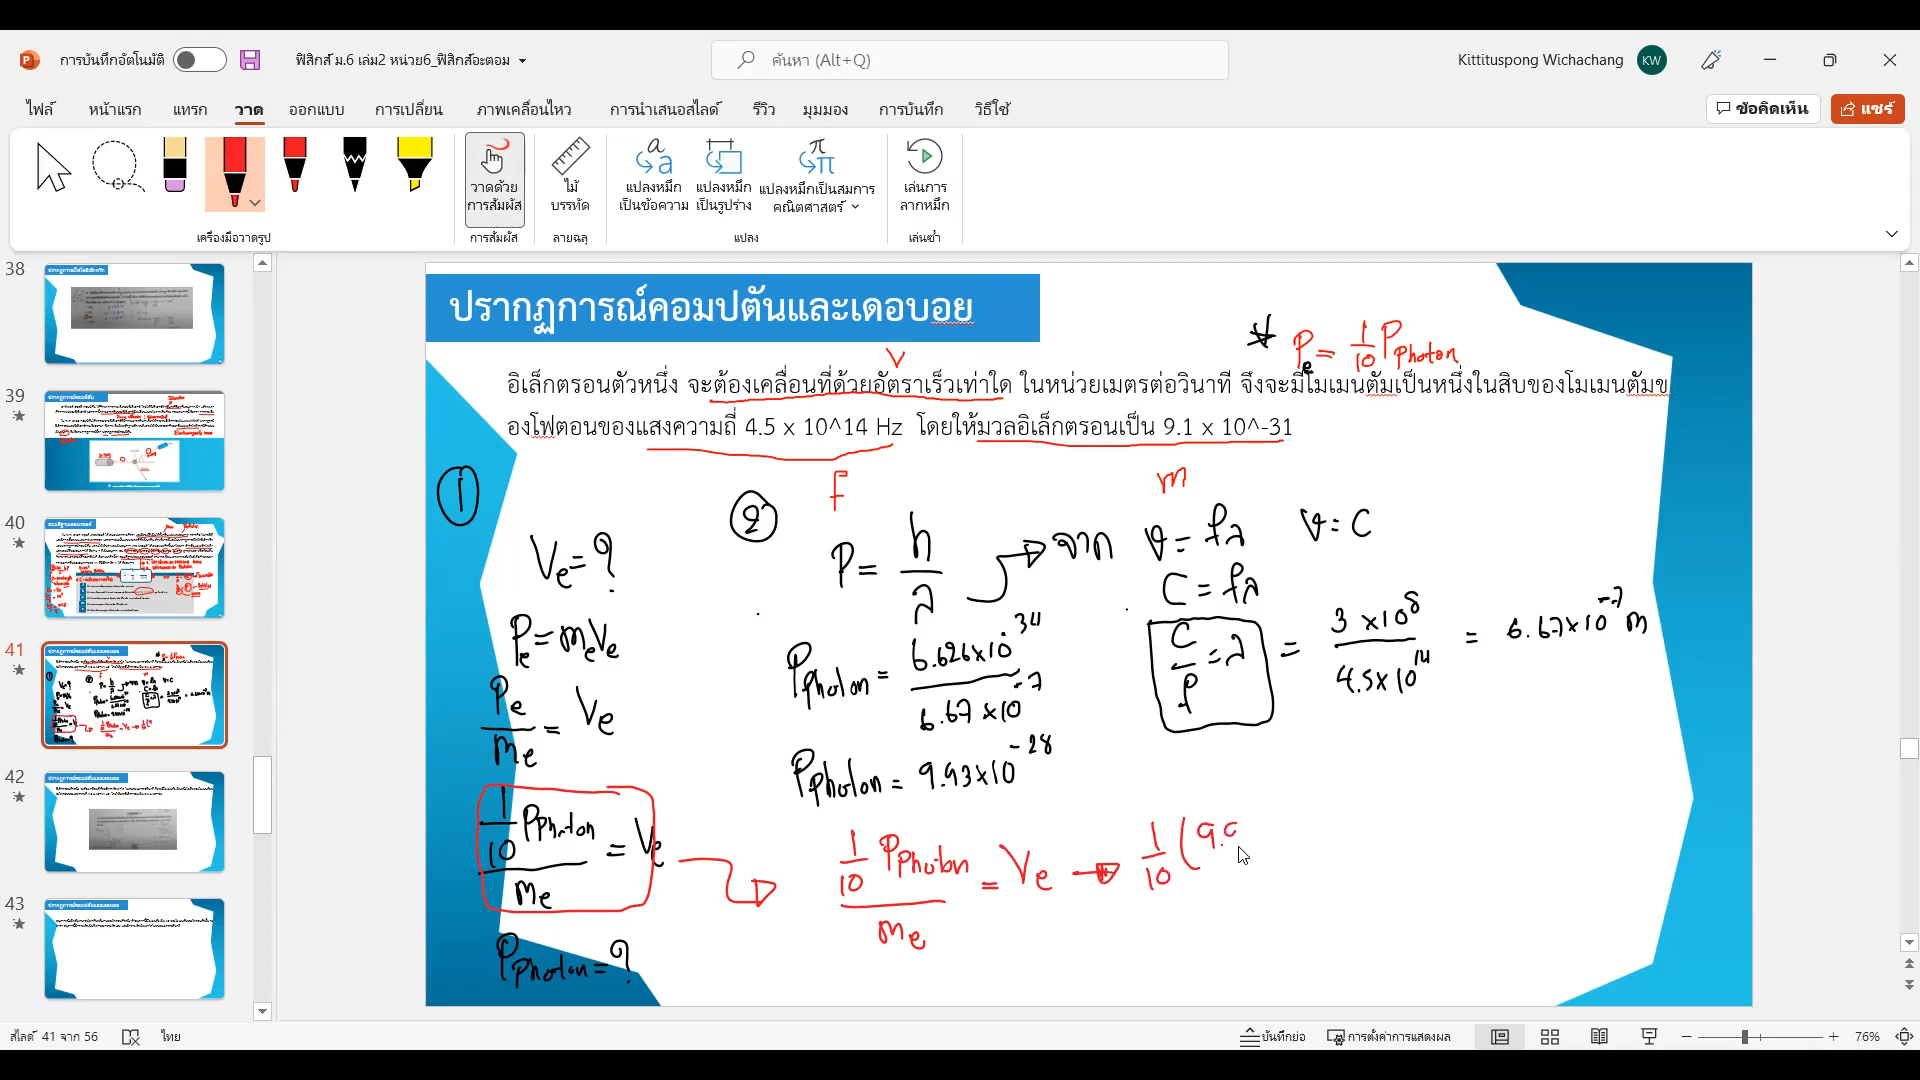 การบันทึกอัตโนมัติ
ฟิสิกส์ ม.6 เล่ม2 หน่วย6_ฟิสิกส์อะตอม
ค้นหา (Alt+Q)
Kittituspong Wichachang
KW
ไฟล์ หน้าแรก แทรก วาด ออกแบบ การเปลี่ยน ภาพเคลื่อนไหว การนำเสนอสไลด์ รีวิว มุมมอง การบันทึก วิธีใช้
ข้อคิดเห็น
แชร์
วาดด้วยการสัมผัส
ไม้บรรทัด
แปลงหมึกเป็นข้อความ
แปลงหมึกเป็นรูปร่าง
แปลงหมึกเป็นสมการคณิตศาสตร์
เล่นการลากหมึก
เครื่องมือวาดรูป
การสัมผัส
ลายฉลุ
แปลง
เล่นซ้ำ
38
39
40
41
42
43
ปรากฏการณ์คอมปตันและเดอบอย
* Pe = 1/10 Pphoton
v
อิเล็กตรอนตัวหนึ่ง จะต้องเคลื่อนที่ด้วยอัตราเร็วเท่าใด ในหน่วยเมตรต่อวินาที จึงจะมีโมเมนตัมเป็นหนึ่งในสิบของโมเมนตัมข
องโฟตอนของแสงความถี่ 4.5 x 10^14 Hz โดยให้มวลอิเล็กตรอนเป็น 9.1 x 10^-31
f
m
①
Ve = ?
Pe = meVe
Pe/me = Ve
1/10 Pphoton / me = Ve
Pphoton = ?
②
P = h/λ
จาก v = fλ
v = C
C = fλ
C/f = λ = 3 x10^8 / 4.5x10^14 = 6.67x10^-7 m
Pphoton = 6.626x10^-34 / 6.67 x10^-7
Pphoton = 9.93x10^-28
1/10 Pphoton / me = Ve → 1/10 (9.9
สไลด์ 41 จาก 56
ไทย
บันทึกย่อ
การตั้งค่าการแสดงผล
76%